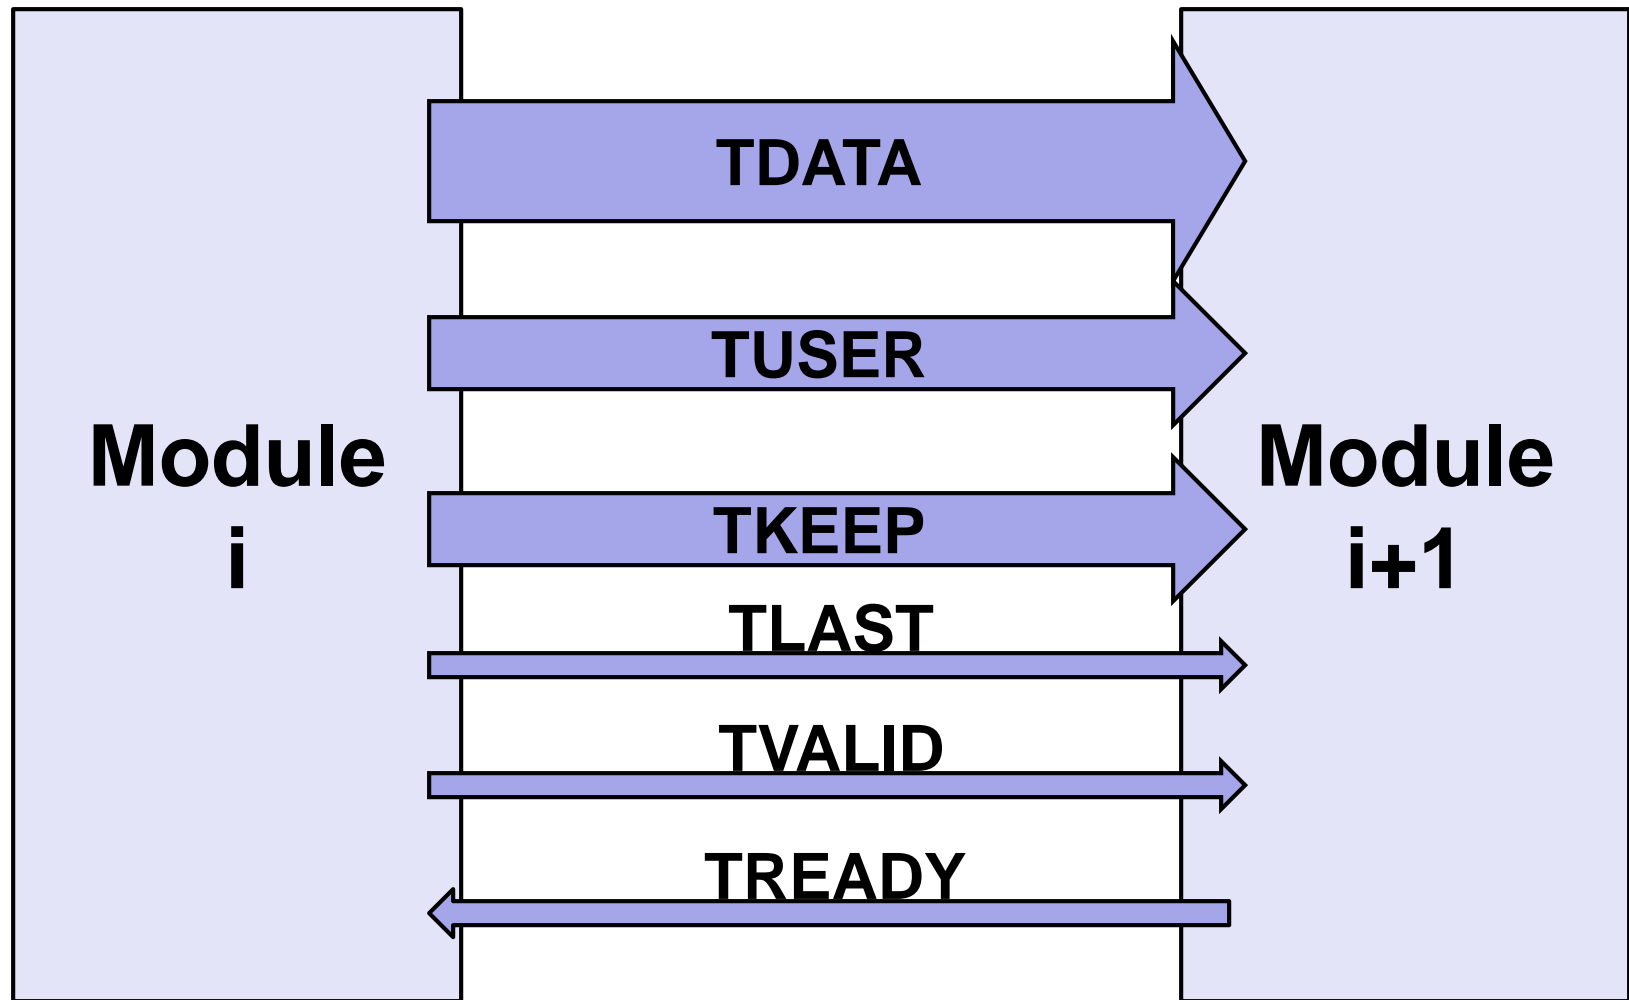 TDATA
TUSER
Module
i
TKEEP
Module
i+1
TLAST
TVALID
TREADY